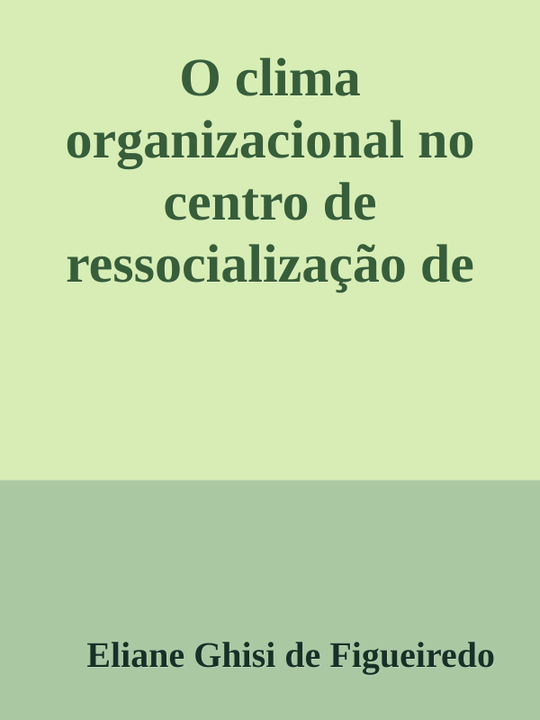 O clima
organizacional no
centro de
ressocialização de
Eliane Ghisi de Figueiredo